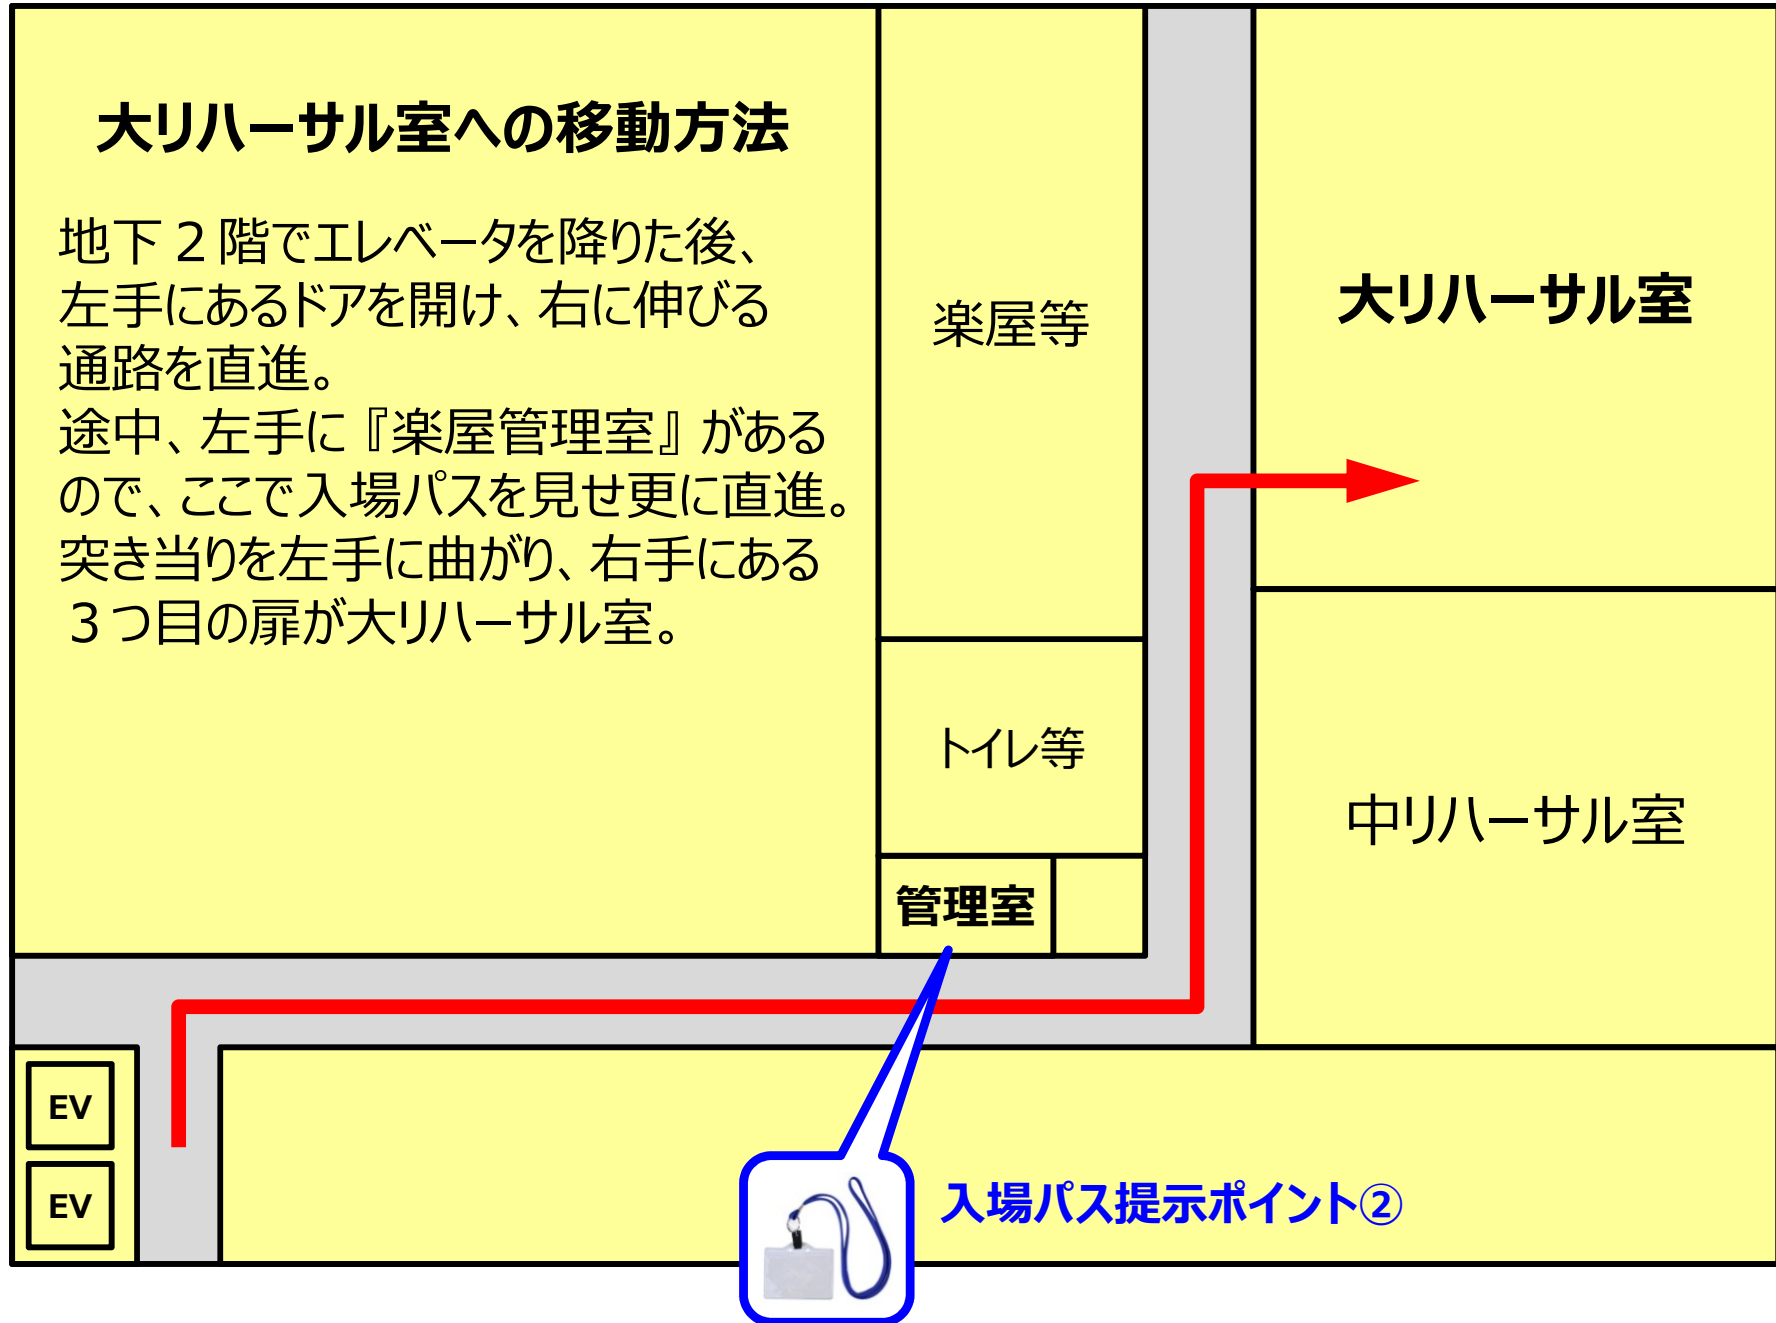 大リハーサル室への移動方法
地下２階でエレベータを降りた後、
左手にあるドアを開け、右に伸びる
通路を直進。
途中、左手に『楽屋管理室』がある
ので、ここで入場パスを見せ更に直進。
突き当りを左手に曲がり、右手にある
３つ目の扉が大リハーサル室。
楽屋等
大リハーサル室
トイレ等
中リハーサル室
管理室
EV
EV
入場パス提示ポイント②